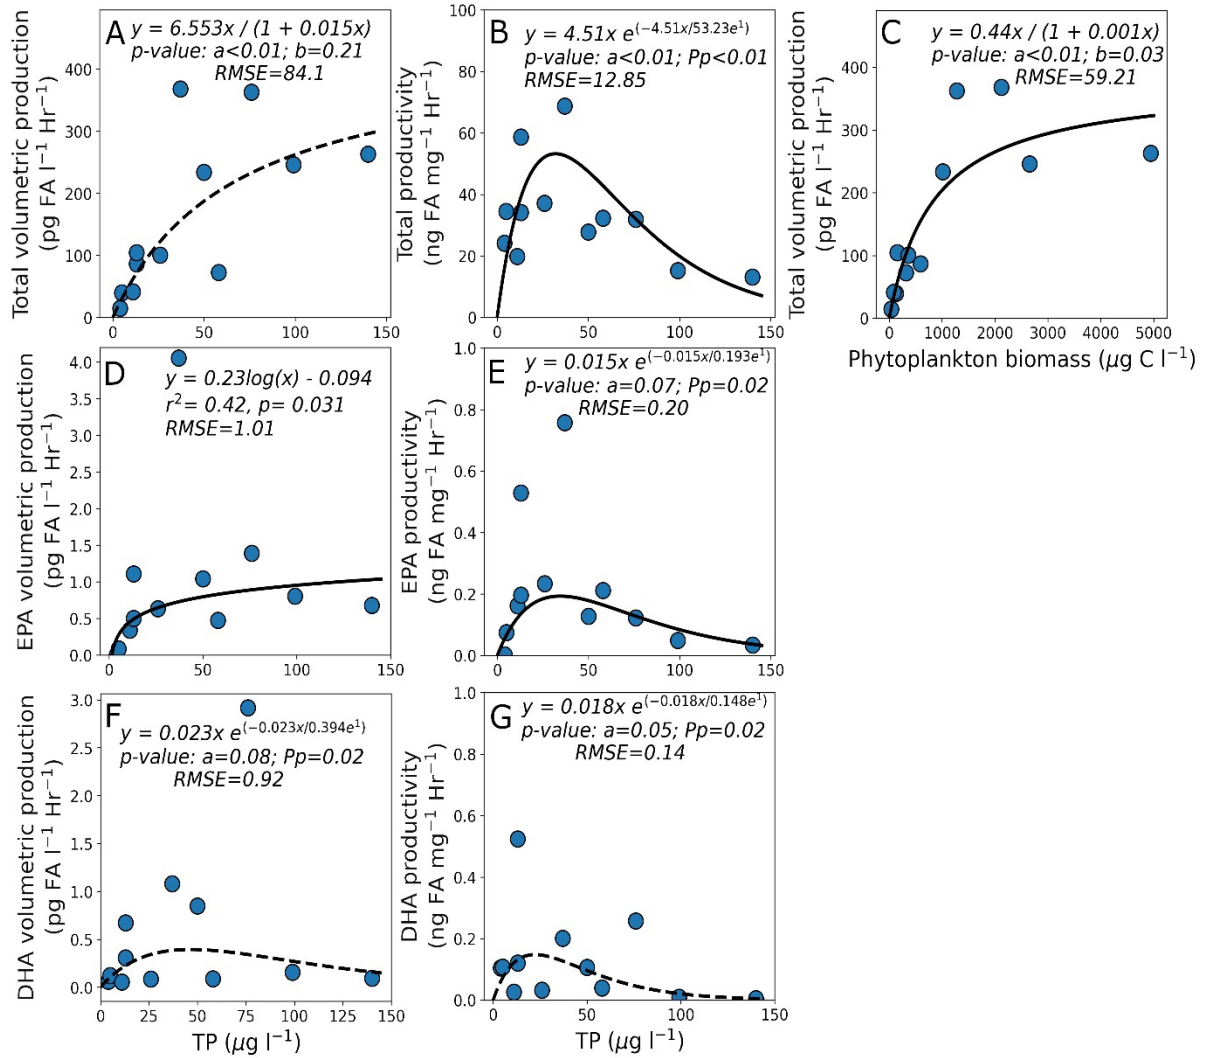 A
y = 6.553x / (1 + 0.015x)
p-value: a<0.01; b=0.21
RMSE=84.1
Total volumetric production
(pg FA l⁻¹ Hr⁻¹)
400
300
200
100
0
0 50 100 150
B
y = 4.51x e^(−4.51x/53.23e¹)
p-value: a<0.01; Pp<0.01
RMSE=12.85
Total productivity
(ng FA mg⁻¹ Hr⁻¹)
100
80
60
40
20
0
0 50 100 150
C
y = 0.44x / (1 + 0.001x)
p-value: a<0.01; b=0.03
RMSE=59.21
Total volumetric production
(pg FA l⁻¹ Hr⁻¹)
400
300
200
100
0
0 1000 2000 3000 4000 5000
Phytoplankton biomass (μg C l⁻¹)
D
y = 0.23log(x) - 0.094
r²= 0.42, p= 0.031
RMSE=1.01
EPA volumetric production
(pg FA l⁻¹ Hr⁻¹)
4.0
3.5
3.0
2.5
2.0
1.5
1.0
0.5
0.0
0 50 100 150
E
y = 0.015x e^(−0.015x/0.193e¹)
p-value: a=0.07; Pp=0.02
RMSE=0.20
EPA productivity
(ng FA mg⁻¹ Hr⁻¹)
1.0
0.8
0.6
0.4
0.2
0.0
0 50 100 150
F
y = 0.023x e^(−0.023x/0.394e¹)
p-value: a=0.08; Pp=0.02
RMSE=0.92
DHA volumetric production
(pg FA l⁻¹ Hr⁻¹)
3.0
2.5
2.0
1.5
1.0
0.5
0.0
0 25 50 75 100 125 150
TP (μg l⁻¹)
G
y = 0.018x e^(−0.018x/0.148e¹)
p-value: a=0.05; Pp=0.02
RMSE=0.14
DHA productivity
(ng FA mg⁻¹ Hr⁻¹)
1.0
0.8
0.6
0.4
0.2
0.0
0 50 100 150
TP (μg l⁻¹)